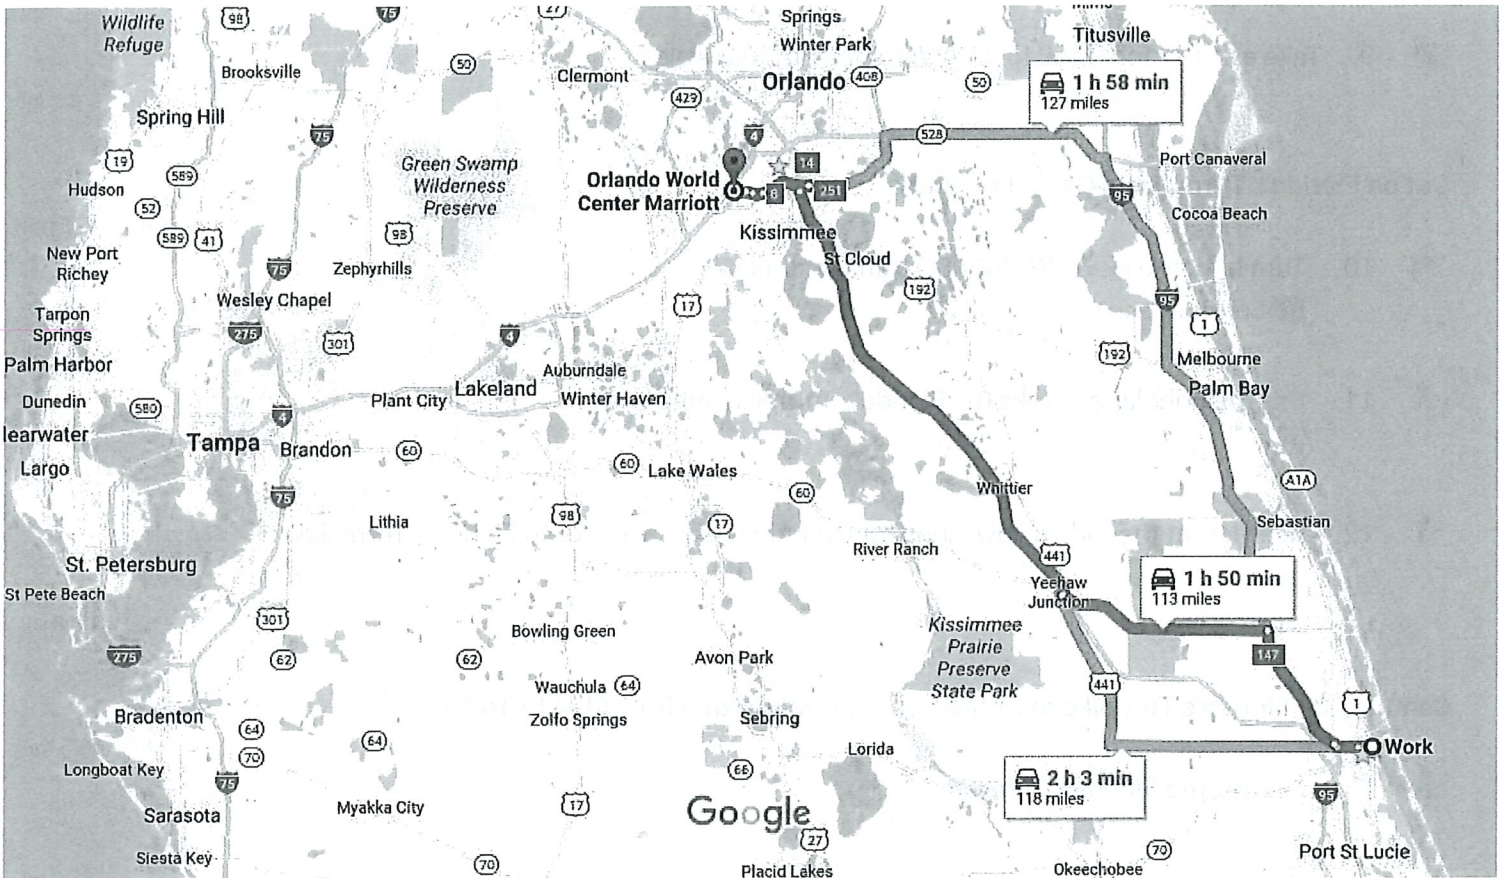 Wildlife
Refuge
98
75
27
Springs
Winter Park
Mims
Titusville
Brooksville
50
Clermont
Orlando
408
50
1 h 58 min
127 miles
429
Spring Hill
75
4
528
19
589
Green Swamp
Wilderness
Preserve
Orlando World
Center Marriott
14
8
251
Port Canaveral
95
Hudson
52
589
41
98
Kissimmee
Cocoa Beach
New Port
Richey
75
Zephyrhills
St Cloud
192
Wesley Chapel
17
95
Tarpon
Springs
275
301
4
1
192
Melbourne
Palm Harbor
Auburndale
Lakeland
Palm Bay
Dunedin
580
Plant City
Winter Haven
4
learwater
Tampa
Brandon
60
60
Lake Wales
Largo
75
60
Whittier
A1A
98
17
Lithia
Sebastian
River Ranch
441
St. Petersburg
Yeehaw
Junction
1 h 50 min
113 miles
St Pete Beach
301
Bowling Green
Kissimmee
Prairie
Preserve
State Park
275
62
62
Avon Park
147
Wauchula
64
441
1
Bradenton
64
Zolfo Springs
Sebring
64
70
Lorida
Work
Longboat Key
66
2 h 3 min
118 miles
75
Myakka City
17
95
Sarasota
Google
27
Siesta Key
70
Placid Lakes
70
Okeechobee
Port St Lucie